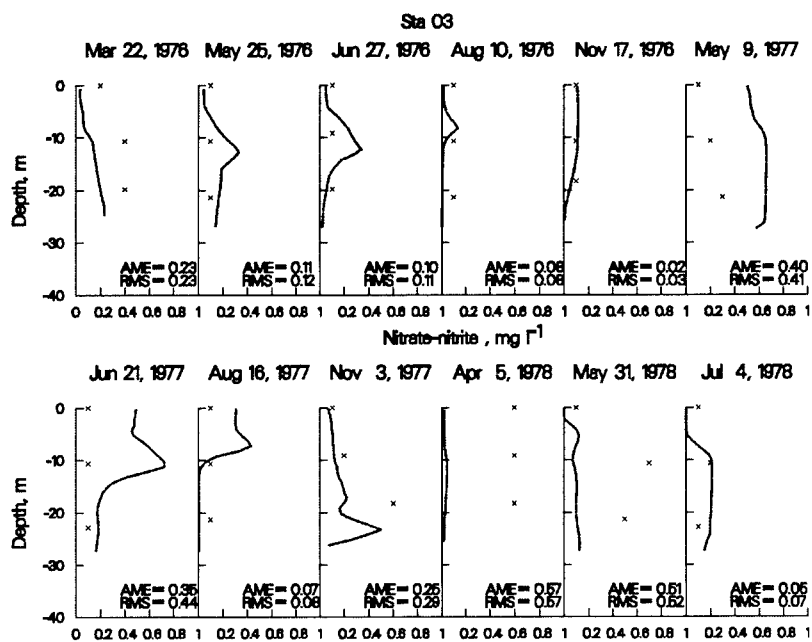 Sta 03
Mar 22, 1976 May 25, 1976 Jun 27, 1976 Aug 10, 1976 Nov 17, 1976 May 9, 1977
Depth, m
0
-10
-20
-30
-40
AME= 0.23 AME= 0.11 AME= 0.10 AME= 0.08 AME= 0.02 AME= 0.40
RMS= 0.23 RMS= 0.12 RMS= 0.11 RMS= 0.08 RMS= 0.03 RMS= 0.41
0 0.2 0.4 0.6 0.8 1 0.2 0.4 0.6 0.8 1 0.2 0.4 0.6 0.8 1 0.2 0.4 0.6 0.8 1 0.2 0.4 0.6 0.8 1 0.2 0.4 0.6 0.8 1
Nitrate-nitrite , mg l-1
Jun 21, 1977 Aug 16, 1977 Nov 3, 1977 Apr 5, 1978 May 31, 1978 Jul 4, 1978
Depth, m
0
-10
-20
-30
-40
AME= 0.35 AME= 0.07 AME= 0.25 AME= 0.57 AME= 0.51 AME= 0.05
RMS= 0.44 RMS= 0.08 RMS= 0.29 RMS= 0.57 RMS= 0.52 RMS= 0.07
0 0.2 0.4 0.6 0.8 1 0.2 0.4 0.6 0.8 1 0.2 0.4 0.6 0.8 1 0.2 0.4 0.6 0.8 1 0.2 0.4 0.6 0.8 1 0.2 0.4 0.6 0.8 1